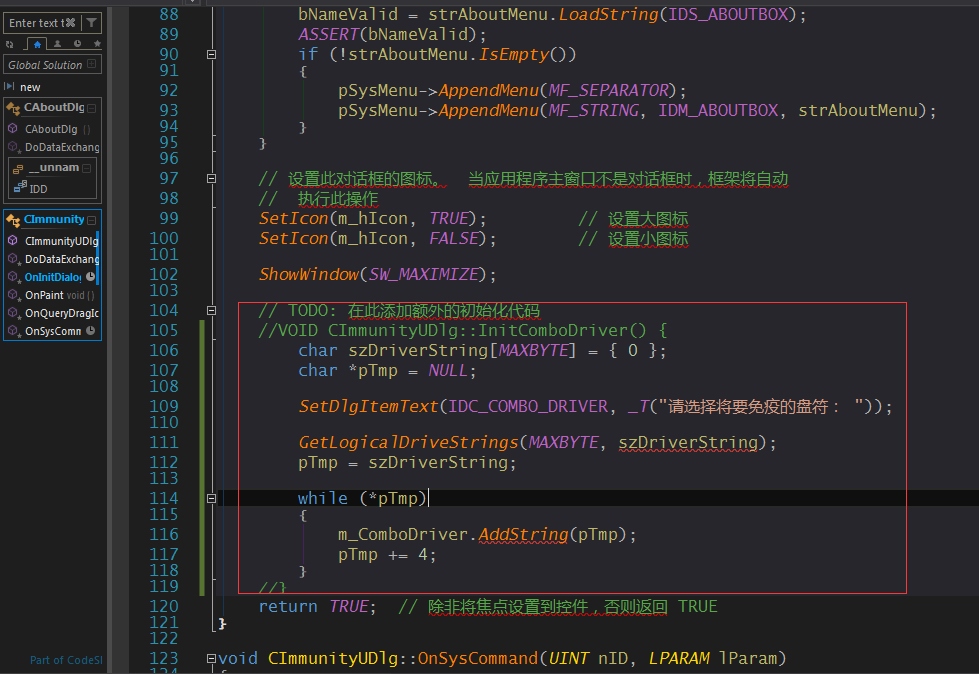 Enter text t
Global Solution
new
CAboutDlg
CAboutDlg ()
DoDataExchang
__unnam
IDD
CImmunity
CImmunityUDlg
DoDataExchang
OnInitDialog
OnPaint void ()
OnQueryDragIc
OnSysComm
Part of CodeSI
88 bNameValid = strAboutMenu.LoadString(IDS_ABOUTBOX);
89 ASSERT(bNameValid);
90 if (!strAboutMenu.IsEmpty())
91 {
92 pSysMenu->AppendMenu(MF_SEPARATOR);
93 pSysMenu->AppendMenu(MF_STRING, IDM_ABOUTBOX, strAboutMenu);
94 }
95 }
96
97 // 设置此对话框的图标。 当应用程序主窗口不是对话框时，框架将自动
98 // 执行此操作
99 SetIcon(m_hIcon, TRUE); // 设置大图标
100 SetIcon(m_hIcon, FALSE); // 设置小图标
101
102 ShowWindow(SW_MAXIMIZE);
103
104 // TODO: 在此添加额外的初始化代码
105 //VOID CImmunityUDlg::InitComboDriver() {
106 char szDriverString[MAXBYTE] = { 0 };
107 char *pTmp = NULL;
108
109 SetDlgItemText(IDC_COMBO_DRIVER, _T("请选择将要免疫的盘符： "));
110
111 GetLogicalDriveStrings(MAXBYTE, szDriverString);
112 pTmp = szDriverString;
113
114 while (*pTmp)
115 {
116 m_ComboDriver.AddString(pTmp);
117 pTmp += 4;
118 }
119 //}
120 return TRUE; // 除非将焦点设置到控件，否则返回 TRUE
121 }
122
123 void CImmunityUDlg::OnSysCommand(UINT nID, LPARAM lParam)